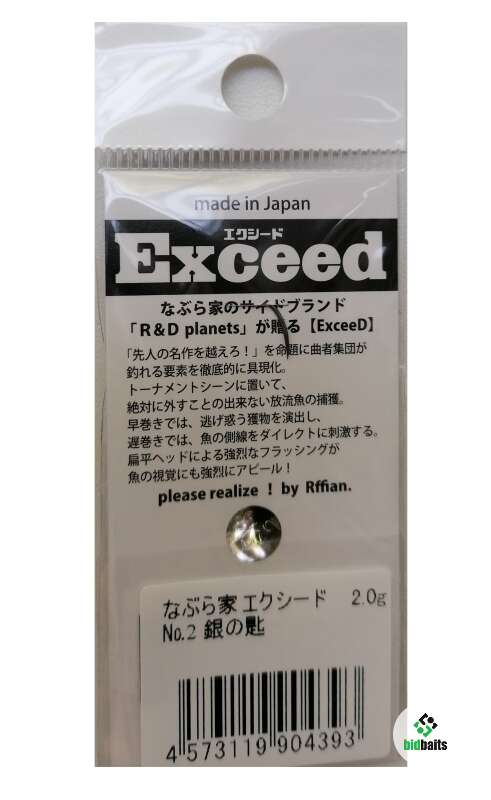 made in Japan
エクシード
Exceed
なぶら家のサイドブランド
「R&D planets」が贈る【ExceeD】
「先人の名作を越えろ！」を命題に曲者集団が
釣れる要素を徹底的に具現化。
トーナメントシーンに置いて、
絶対に外すことの出来ない放流魚の捕獲。
早巻きでは、逃げ惑う獲物を演出し、
遅巻きでは、魚の側線をダイレクトに刺激する。
扁平ヘッドによる強烈なフラッシングが
魚の視覚にも強烈にアピール！
please realize ! by Rffian.
なぶら家 エクシード 2.0g
No.2 銀の匙
4 573119 904393
bidbaits